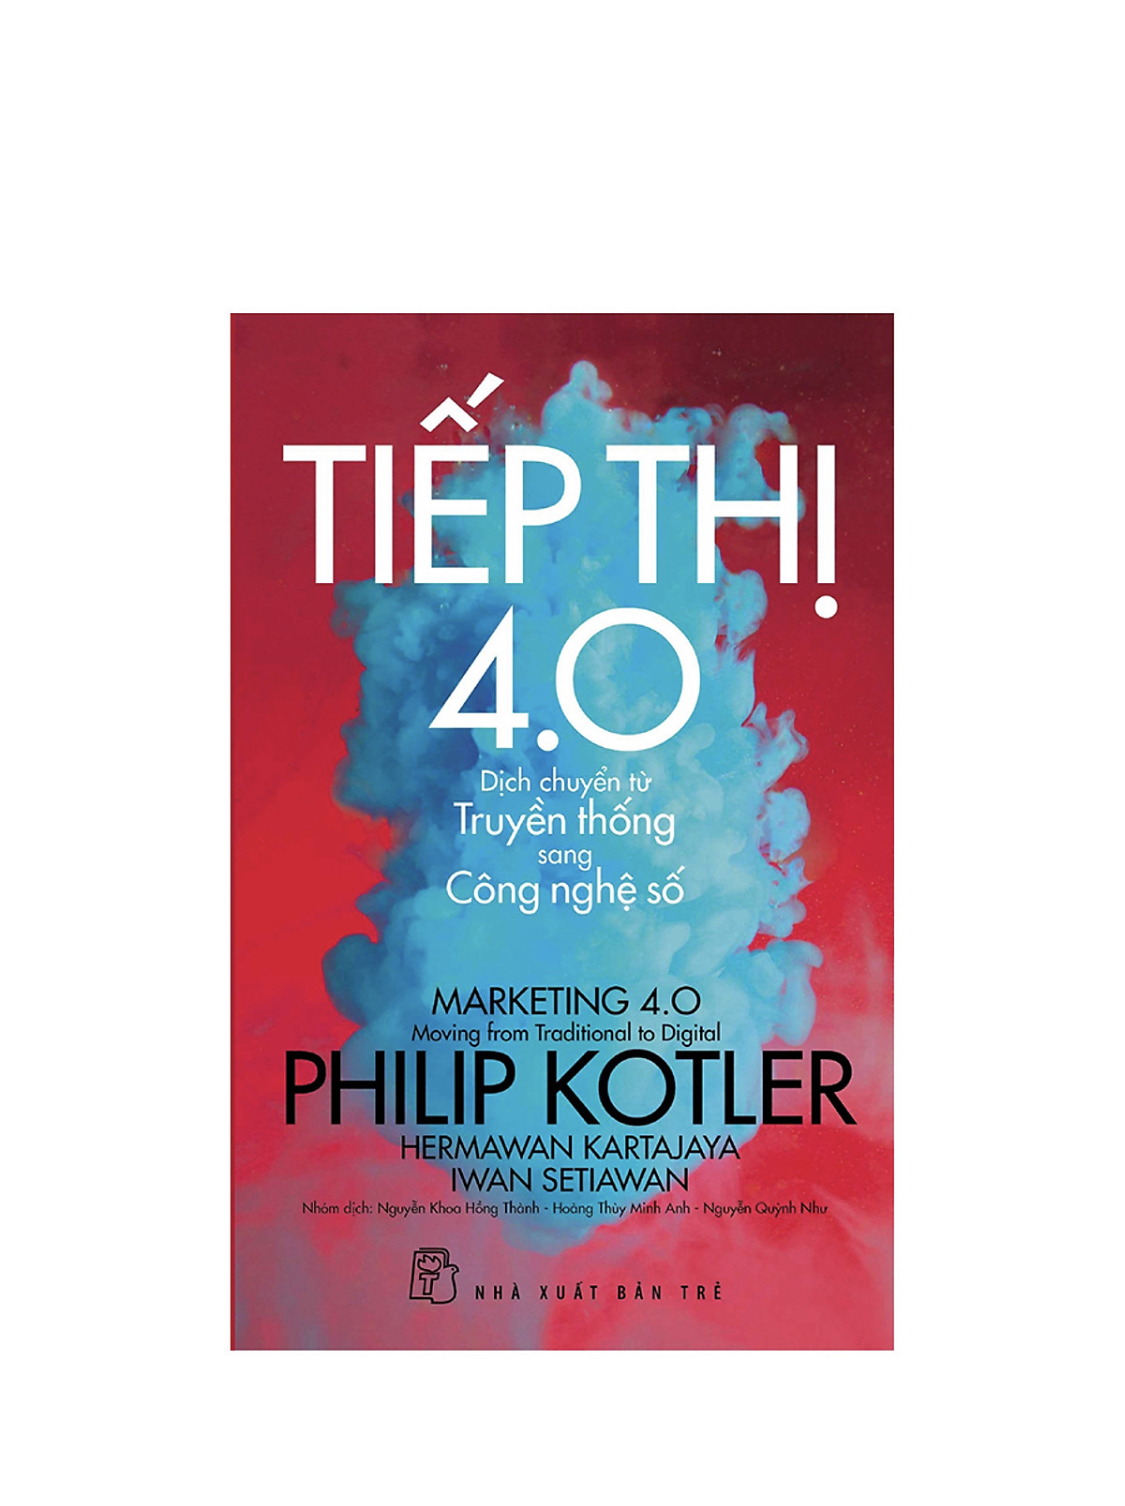 TIẾP THỊ
4.0
Dịch chuyển từ
Truyền thống
sang
Công nghệ số
MARKETING 4.0
Moving from Traditional to Digital
PHILIP KOTLER
HERMAWAN KARTAJAYA
IWAN SETIAWAN
Nhóm dịch: Nguyễn Khoa Hồng Thành - Hoàng Thùy Minh Anh - Nguyễn Quỳnh Như
T
NHÀ XUẤT BẢN TRẺ